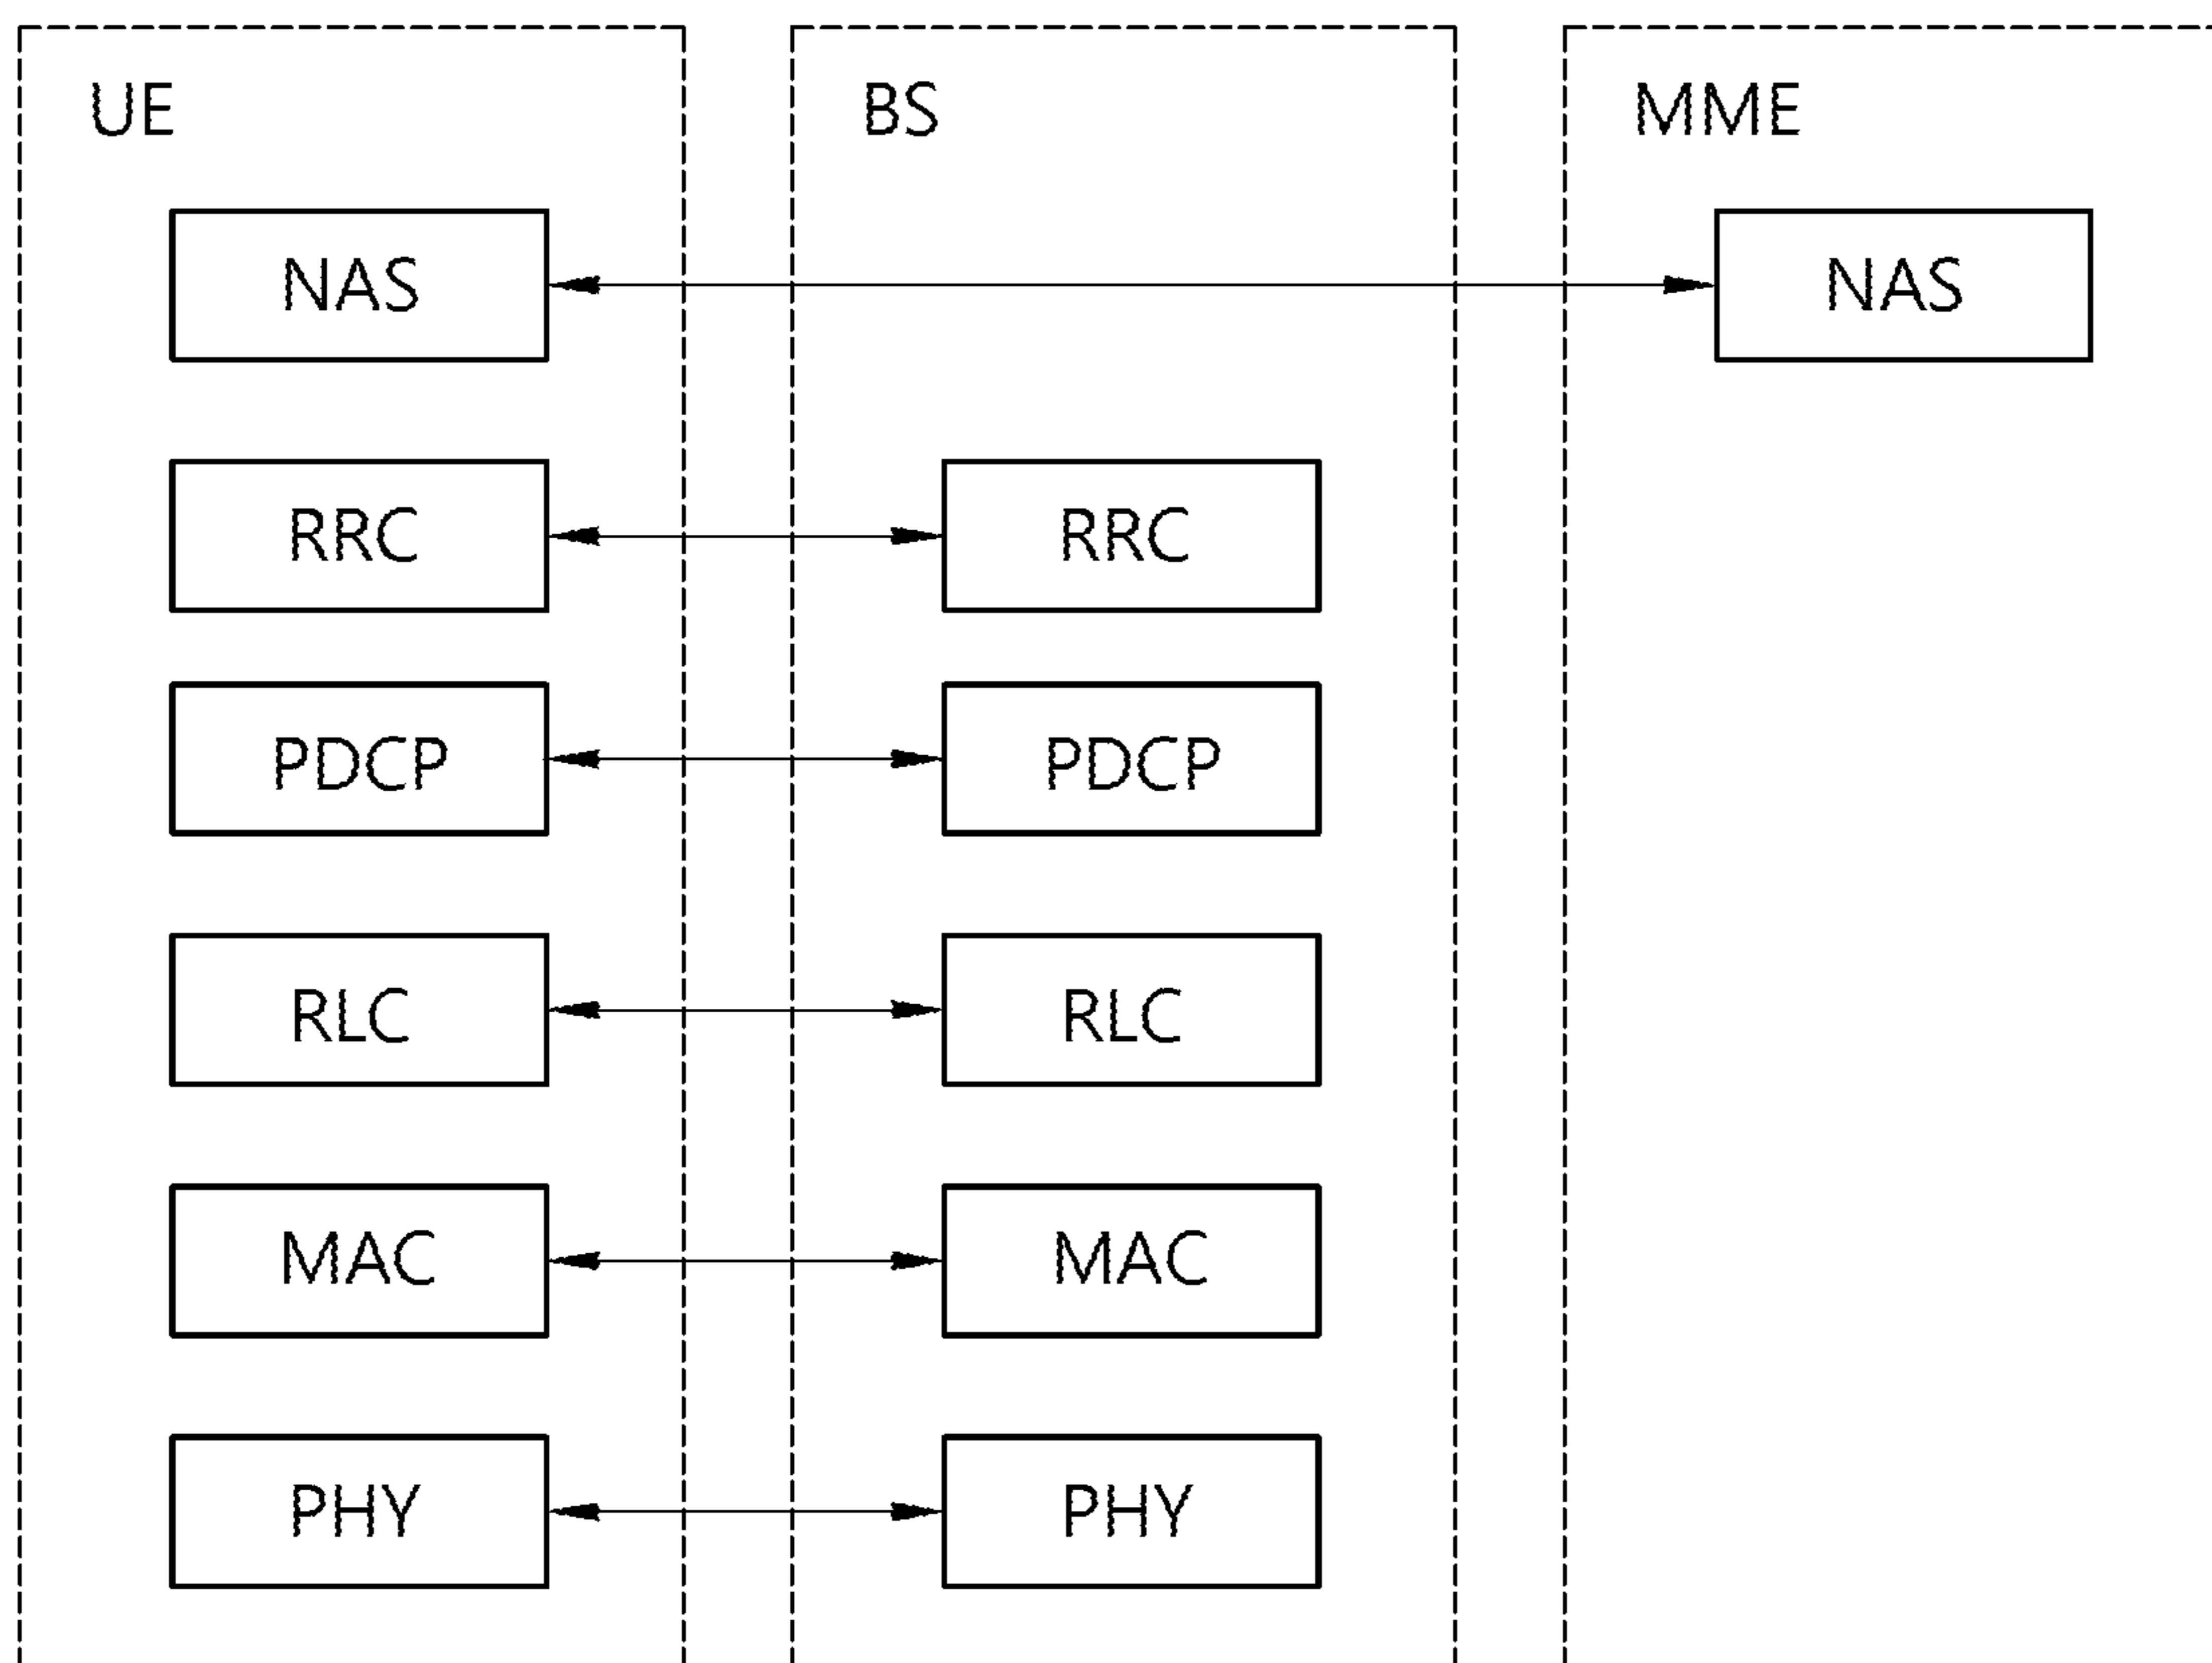 UE BS MME
NAS NAS
RRC RRC
PDCP PDCP
RLC RLC
MAC MAC
PHY PHY